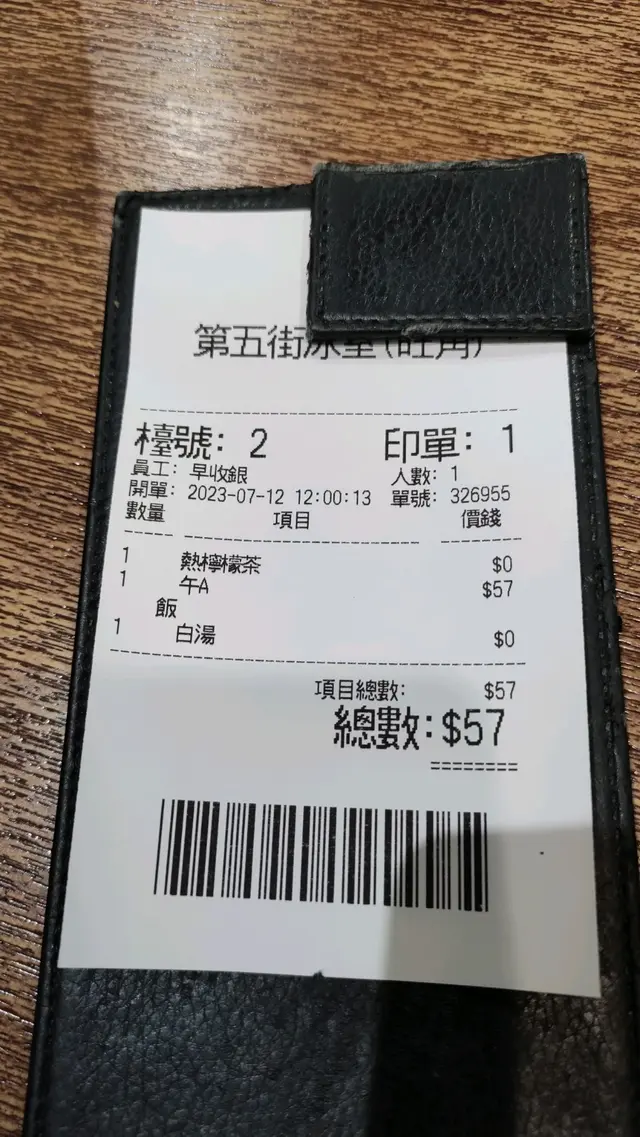 第五街冰室(旺角)
檯號: 2 印單: 1
員工: 早收銀 人數: 1
開單: 2023-07-12 12:00:13 單號: 326955
數量 項目 價錢
1 熱檸檬茶 $0
1 午A $57
飯
1 白湯 $0
項目總數: $57
總數: $57
========